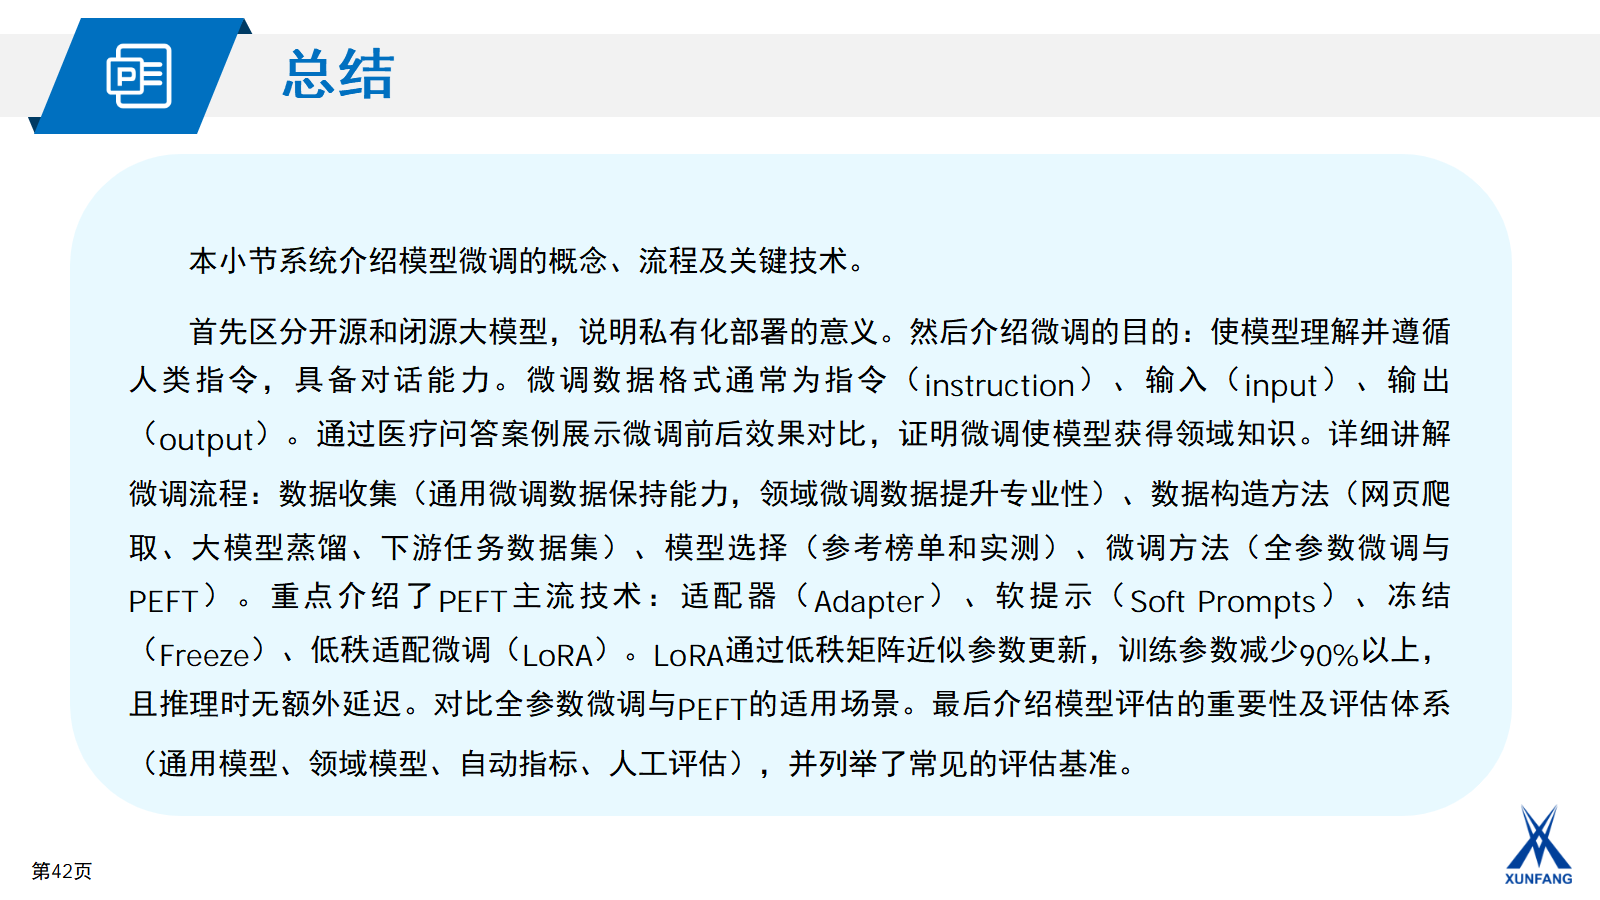 总结
本小节系统介绍模型微调的概念、流程及关键技术。
首先区分开源和闭源大模型，说明私有化部署的意义。然后介绍微调的目的：使模型理解并遵循
人类指令，具备对话能力。微调数据格式通常为指令（instruction）、输入（input）、输出
（output）。通过医疗问答案例展示微调前后效果对比，证明微调使模型获得领域知识。详细讲解
微调流程：数据收集（通用微调数据保持能力，领域微调数据提升专业性）、数据构造方法（网页爬
取、大模型蒸馏、下游任务数据集）、模型选择（参考榜单和实测）、微调方法（全参数微调与
PEFT）。重点介绍了PEFT主流技术：适配器（Adapter）、软提示（Soft Prompts）、冻结
（Freeze）、低秩适配微调（LoRA）。LoRA通过低秩矩阵近似参数更新，训练参数减少90%以上，
且推理时无额外延迟。对比全参数微调与PEFT的适用场景。最后介绍模型评估的重要性及评估体系
（通用模型、领域模型、自动指标、人工评估），并列举了常见的评估基准。
第42页
XUNFANG